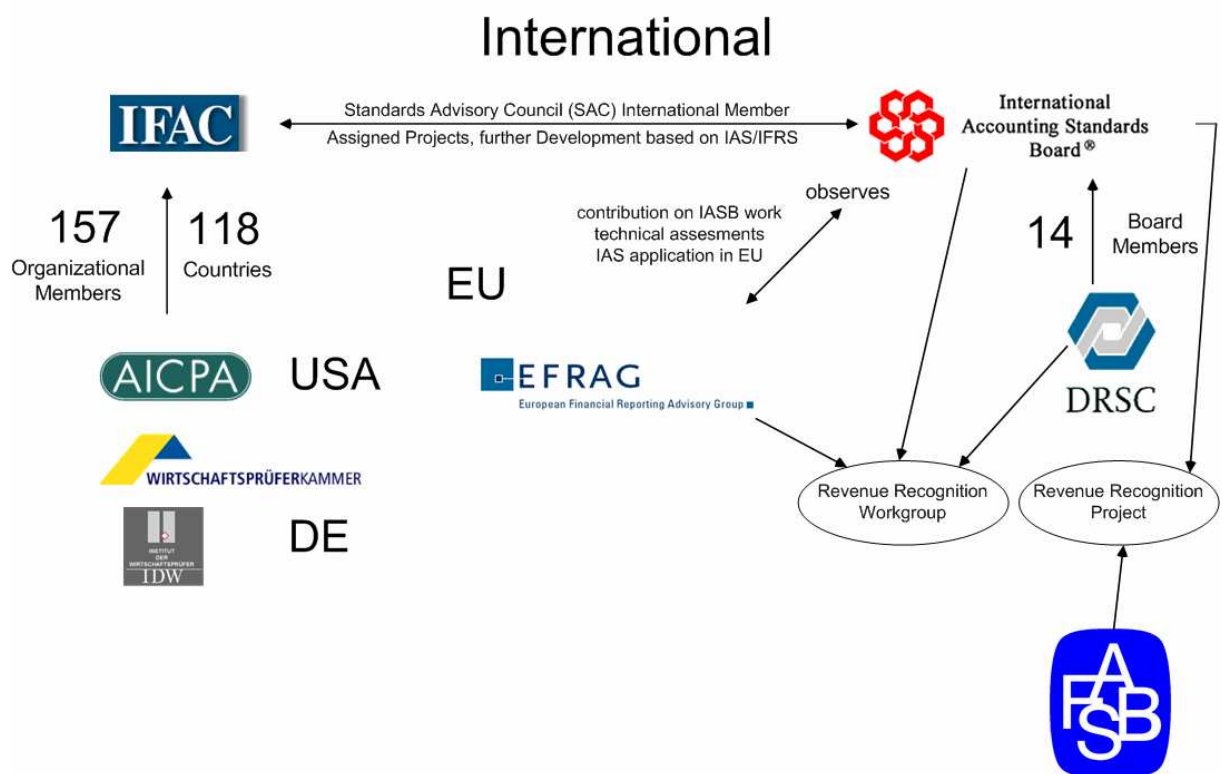 International
IFAC
Standards Advisory Council (SAC) International Member
Assigned Projects, further Development based on IAS/IFRS
International
Accounting Standards
Board®
157
Organizational
Members
118
Countries
observes
contribution on IASB work
technical assesments
IAS application in EU
14
Board
Members
EU
AICPA
USA
EFRAG
European Financial Reporting Advisory Group
DRSC
WIRTSCHAFTSPRÜFERKAMMER
Revenue Recognition
Workgroup
Revenue Recognition
Project
INSTITUT
DER
WIRTSCHAFTSPRÜFER
IDW
DE
FASB